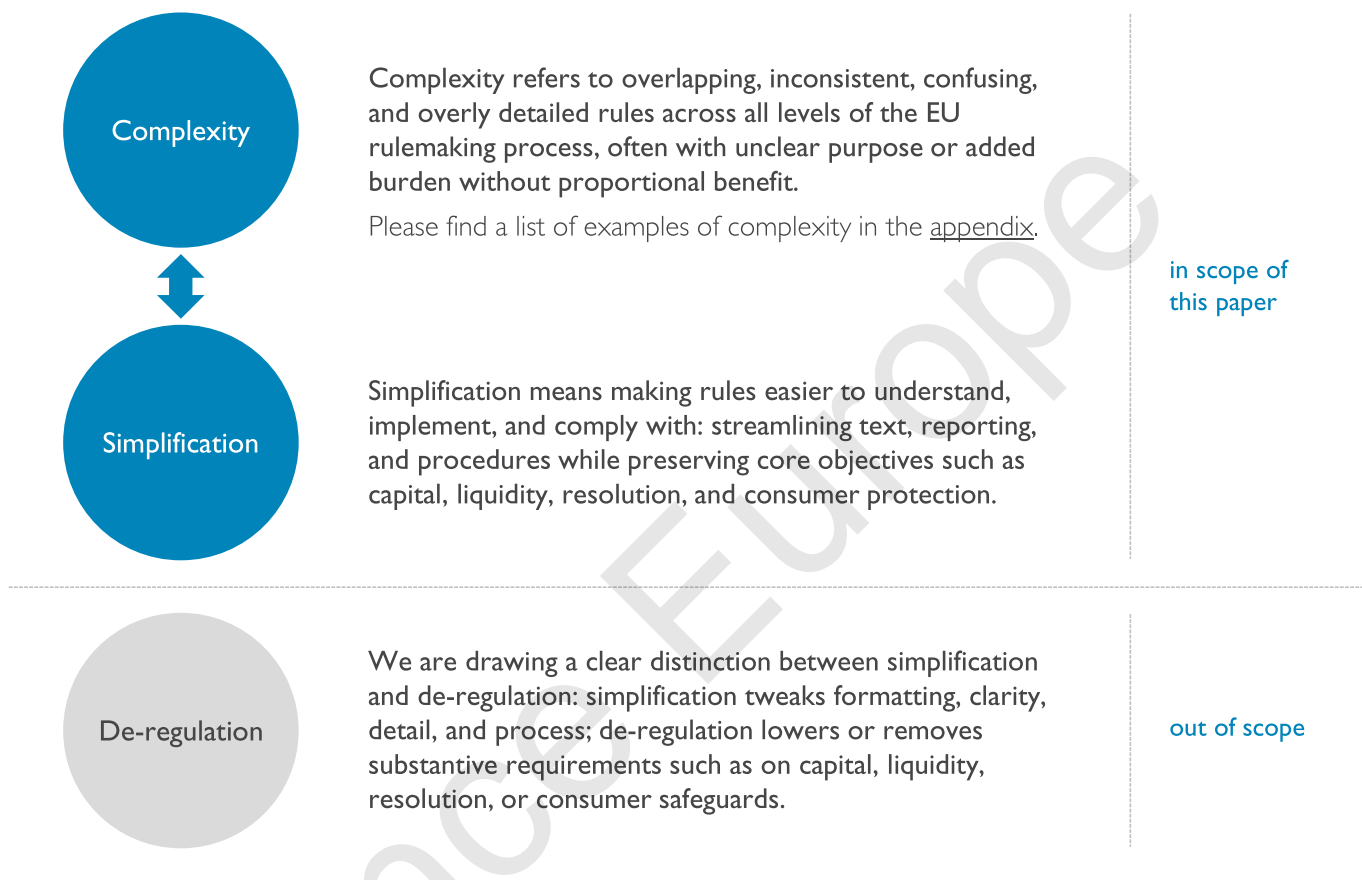 Complexity
Complexity refers to overlapping, inconsistent, confusing,
and overly detailed rules across all levels of the EU
rulemaking process, often with unclear purpose or added
burden without proportional benefit.
Please find a list of examples of complexity in the appendix.
in scope of
this paper
Simplification
Simplification means making rules easier to understand,
implement, and comply with: streamlining text, reporting,
and procedures while preserving core objectives such as
capital, liquidity, resolution, and consumer protection.
De-regulation
We are drawing a clear distinction between simplification
and de-regulation: simplification tweaks formatting, clarity,
detail, and process; de-regulation lowers or removes
substantive requirements such as on capital, liquidity,
resolution, or consumer safeguards.
out of scope
nce Europe